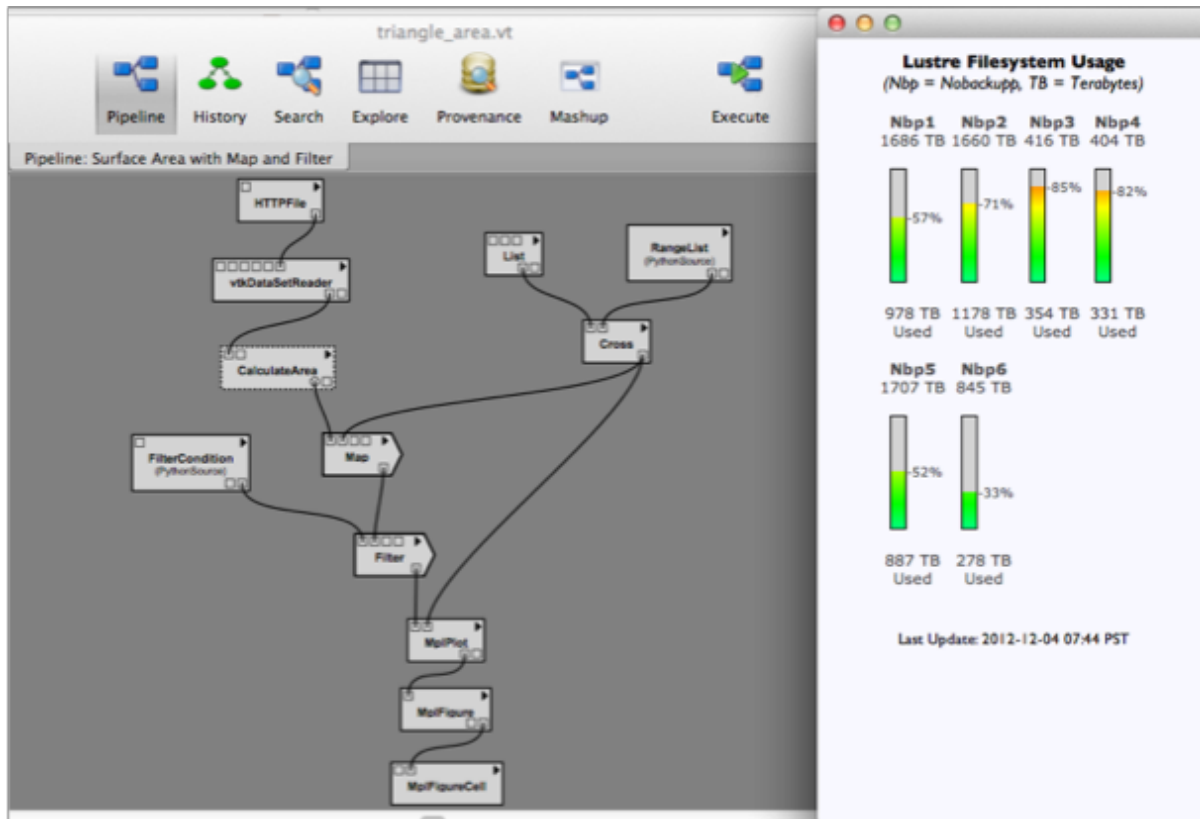 triangle_area.vt
Pipeline
History
Search
Explore
Provenance
Mashup
Execute
Pipeline: Surface Area with Map and Filter
HTTPFile
vtkDataSetReader
CalculateArea
List
RangeList
(PythonSource)
Cross
FilterCondition
(PythonSource)
Map
Filter
MplPlot
MplFigure
MplFigureCell
Lustre Filesystem Usage
(Nbp = Nobackupp, TB = Terabytes)
Nbp1 Nbp2 Nbp3 Nbp4
1686 TB 1660 TB 416 TB 404 TB
57% 71% 85% 82%
978 TB 1178 TB 354 TB 331 TB
Used Used Used Used
Nbp5 Nbp6
1707 TB 845 TB
52% 33%
887 TB 278 TB
Used Used
Last Update: 2012-12-04 07:44 PST